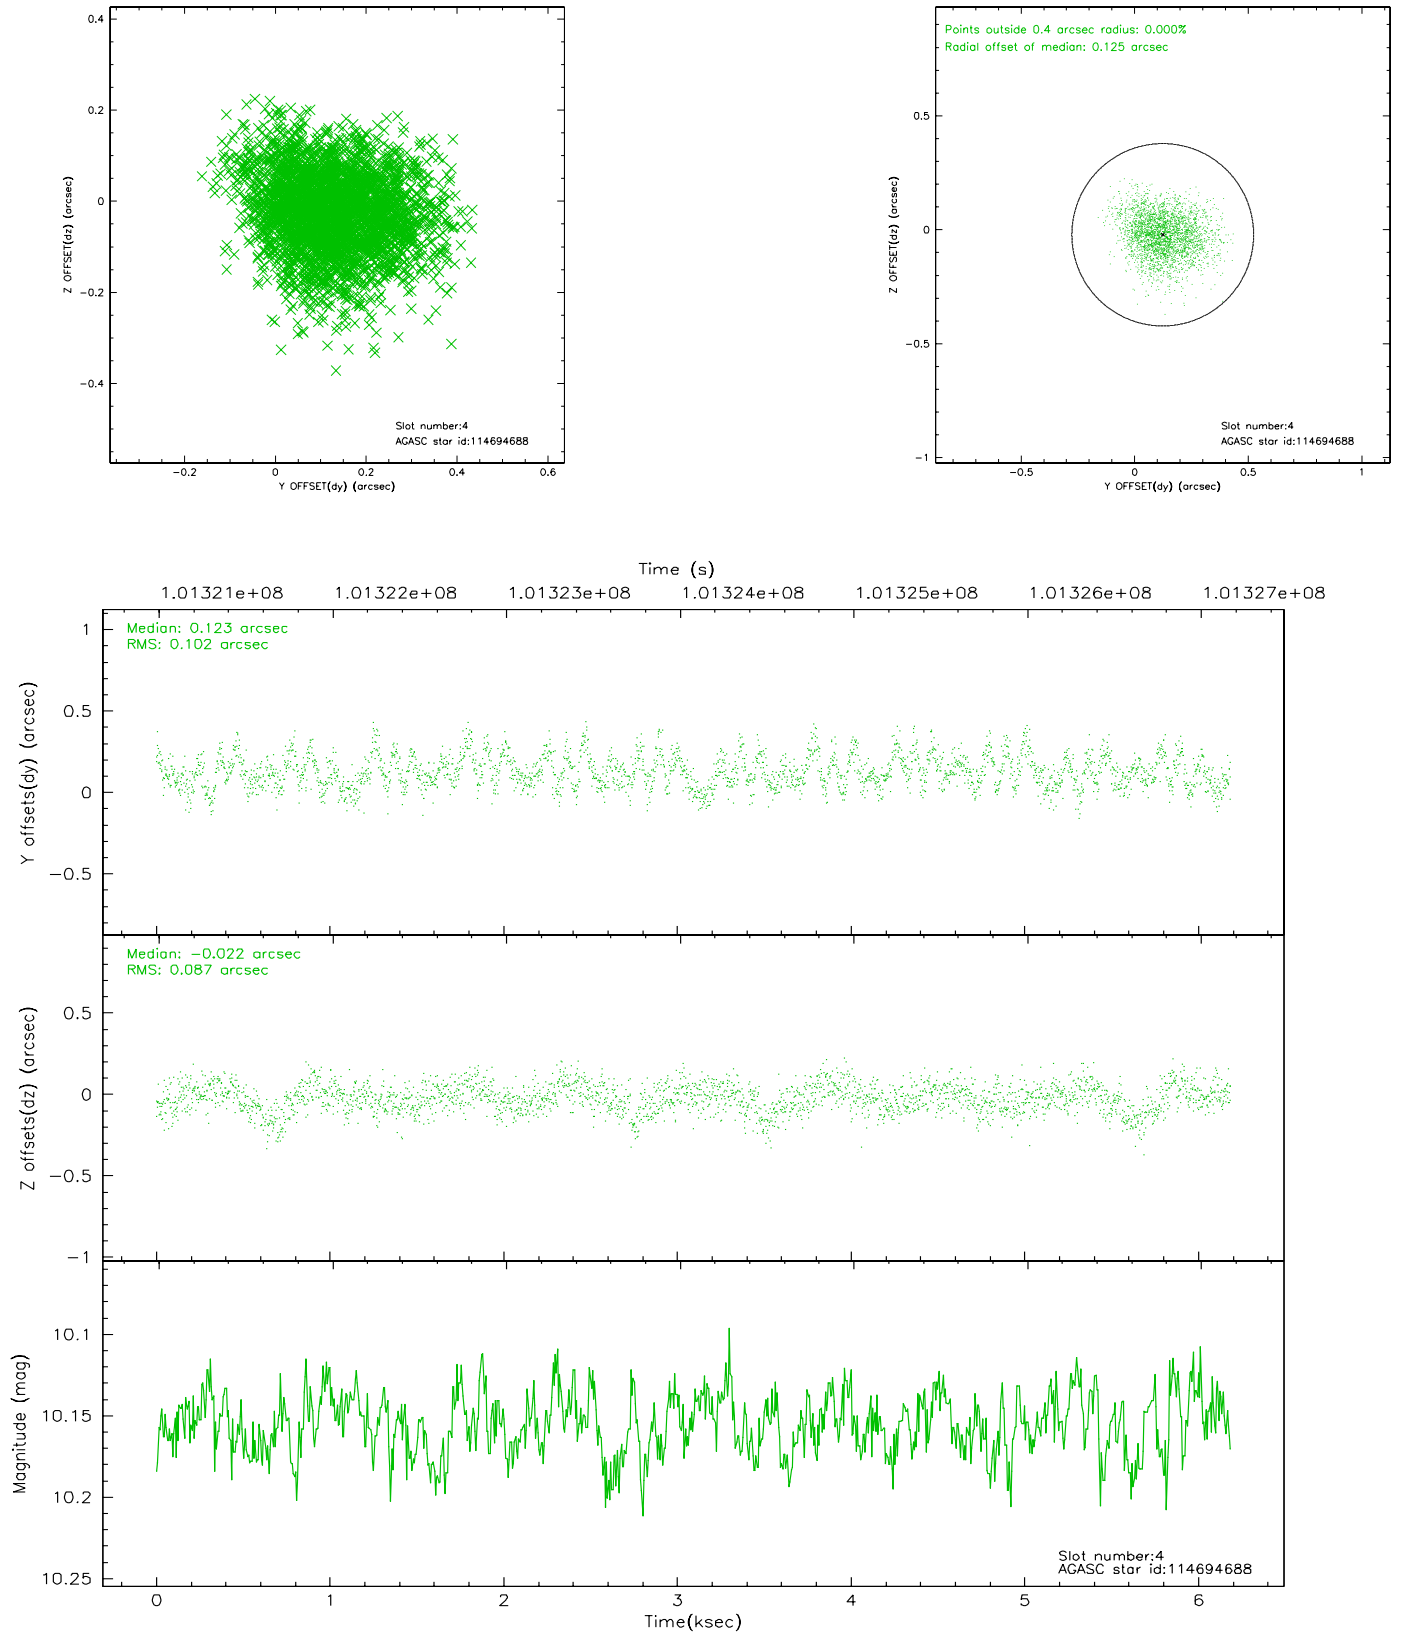 0.4
0.2
0
−0.2
−0.4
Z OFFSET(dz) (arcsec)
Slot number:4
AGASC star id:114694688
−0.2 0 0.2 0.4 0.6
Y OFFSET(dy) (arcsec)
Points outside 0.4 arcsec radius: 0.000%
Radial offset of median: 0.125 arcsec
0.5
0
−0.5
−1
Z OFFSET(dz) (arcsec)
Slot number:4
AGASC star id:114694688
−0.5 0 0.5 1
Y OFFSET(dy) (arcsec)
Time (s)
1.01321e+08 1.01322e+08 1.01323e+08 1.01324e+08 1.01325e+08 1.01326e+08 1.01327e+08
Median: 0.123 arcsec
RMS: 0.102 arcsec
1
0.5
0
−0.5
Y offsets(dy) (arcsec)
Median: −0.022 arcsec
RMS: 0.087 arcsec
0.5
0
−0.5
−1
Z offsets(dz) (arcsec)
10.1
10.15
10.2
10.25
Magnitude (mag)
Slot number:4
AGASC star id:114694688
0 1 2 3 4 5 6
Time(ksec)